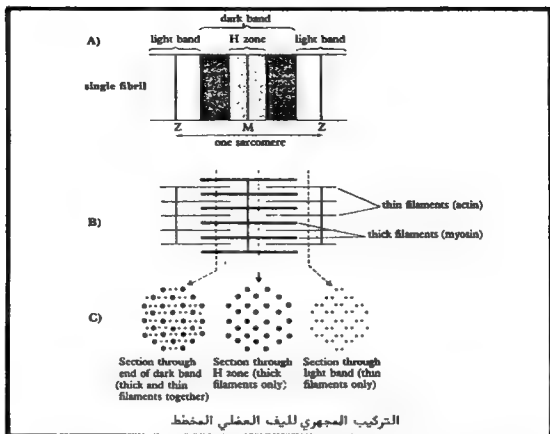 dark band
A)
light band
H zone
light band
single fibril
Z
M
Z
one sarcomere
B)
thin filaments (actin)
thick filaments (myosin)
C)
Section through
end of dark band
(thick and thin
filaments together)
Section through
H zone (thick
filaments only)
Section through
light band (thin
filaments only)
التركيب المجهري لليف العضلي المخطط